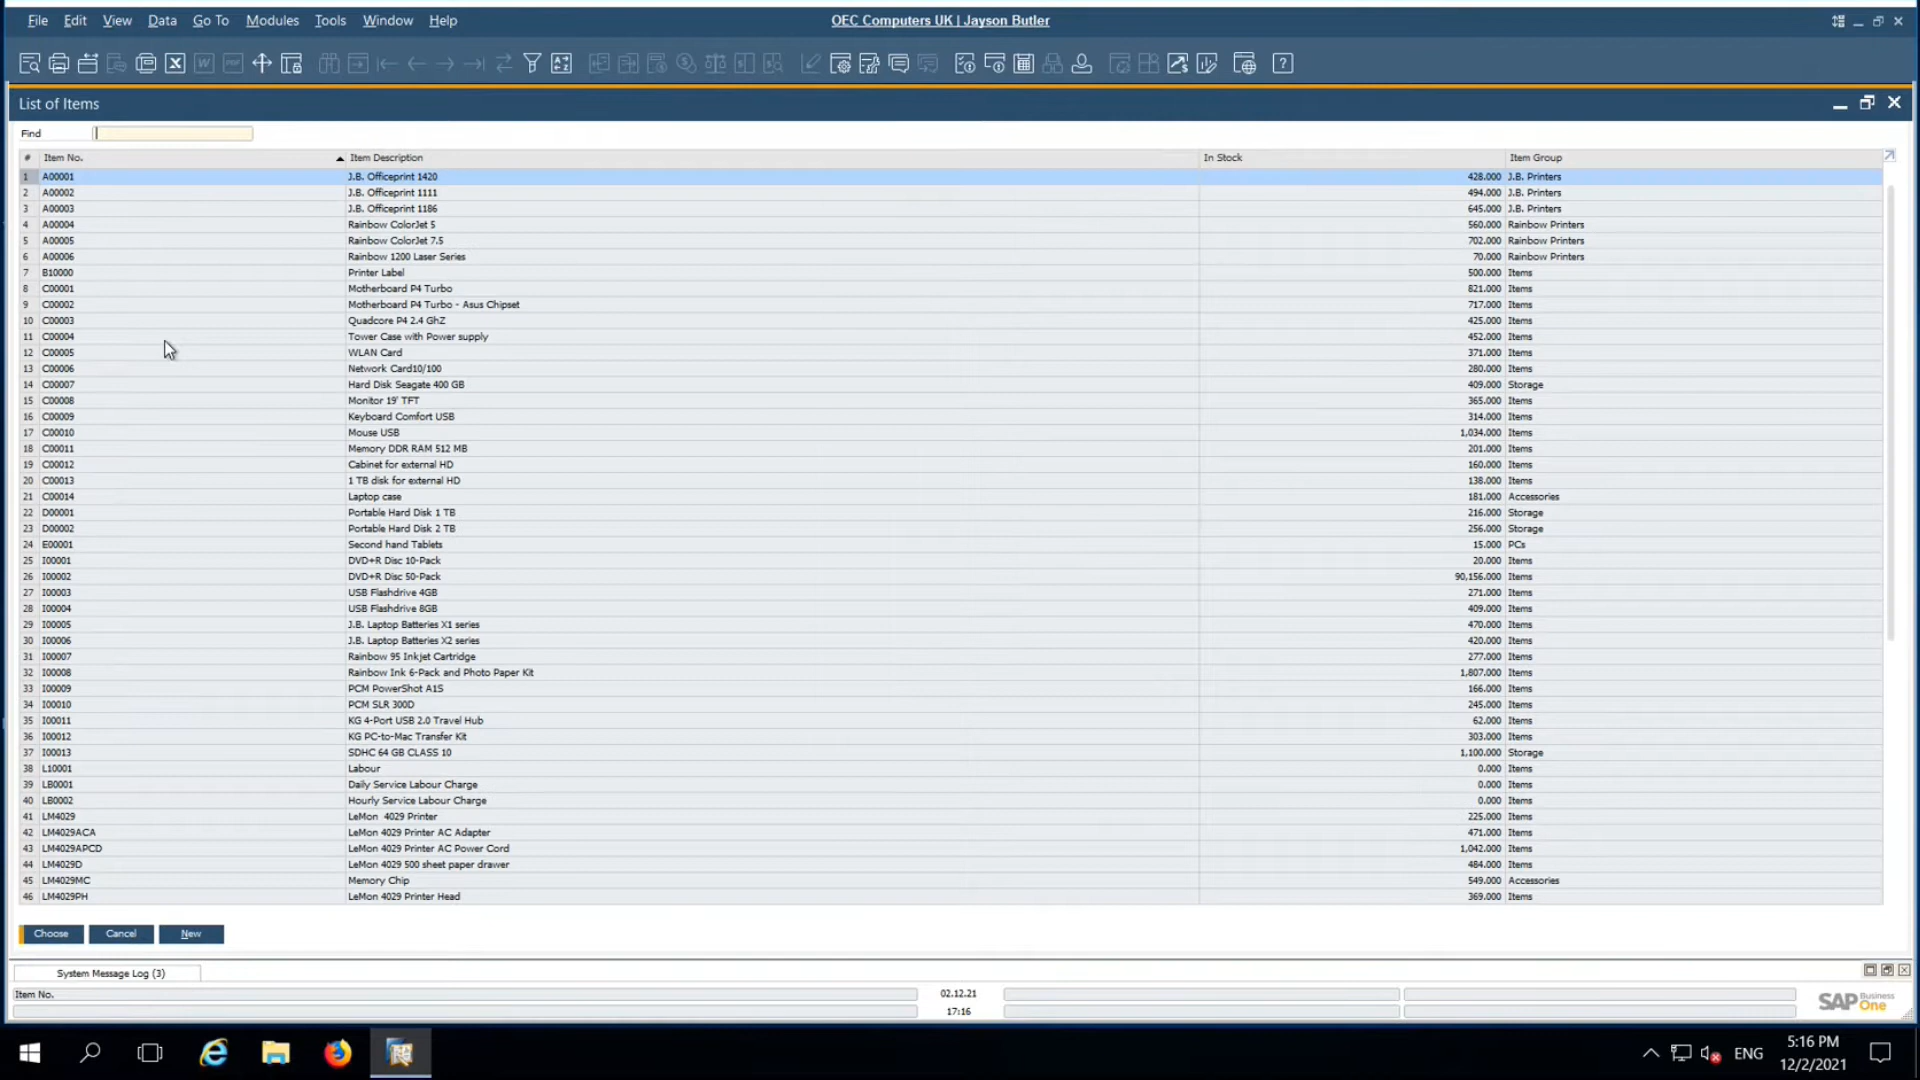 File Edit View Data Go To Modules Tools Window Help OEC Computers UK | Jayson Butler
List of Items
Find
# Item No. Item Description In Stock Item Group
1 A00001 J.B. Officeprint 1420 428.000 J.B. Printers
2 A00002 J.B. Officeprint 1111 494.000 J.B. Printers
3 A00003 J.B. Officeprint 1186 645.000 J.B. Printers
4 A00004 Rainbow ColorJet 5 560.000 Rainbow Printers
5 A00005 Rainbow ColorJet 7.5 702.000 Rainbow Printers
6 A00006 Rainbow 1200 Laser Series 70.000 Rainbow Printers
7 B10000 Printer Label 500.000 Items
8 C00001 Motherboard P4 Turbo 821.000 Items
9 C00002 Motherboard P4 Turbo - Asus Chipset 717.000 Items
10 C00003 Quadcore P4 2.4 GhZ 425.000 Items
11 C00004 Tower Case with Power supply 452.000 Items
12 C00005 WLAN Card 371.000 Items
13 C00006 Network Card10/100 280.000 Items
14 C00007 Hard Disk Seagate 400 GB 409.000 Storage
15 C00008 Monitor 19' TFT 365.000 Items
16 C00009 Keyboard Comfort USB 314.000 Items
17 C00010 Mouse USB 1,034.000 Items
18 C00011 Memory DDR RAM 512 MB 201.000 Items
19 C00012 Cabinet for external HD 160.000 Items
20 C00013 1 TB disk for external HD 138.000 Items
21 C00014 Laptop case 181.000 Accessories
22 D00001 Portable Hard Disk 1 TB 216.000 Storage
23 D00002 Portable Hard Disk 2 TB 256.000 Storage
24 E00001 Second hand Tablets 15.000 PCs
25 I00001 DVD+R Disc 10-Pack 20.000 Items
26 I00002 DVD+R Disc 50-Pack 90,156.000 Items
27 I00003 USB Flashdrive 4GB 271.000 Items
28 I00004 USB Flashdrive 8GB 409.000 Items
29 I00005 J.B. Laptop Batteries X1 series 470.000 Items
30 I00006 J.B. Laptop Batteries X2 series 420.000 Items
31 I00007 Rainbow 95 Inkjet Cartridge 277.000 Items
32 I00008 Rainbow Ink 6-Pack and Photo Paper Kit 1,807.000 Items
33 I00009 PCM PowerShot A1S 166.000 Items
34 I00010 PCM SLR 300D 245.000 Items
35 I00011 KG 4-Port USB 2.0 Travel Hub 62.000 Items
36 I00012 KG PC-to-Mac Transfer Kit 303.000 Items
37 I00013 SDHC 64 GB CLASS 10 1,100.000 Storage
38 L10001 Labour 0.000 Items
39 LB0001 Daily Service Labour Charge 0.000 Items
40 LB0002 Hourly Service Labour Charge 0.000 Items
41 LM4029 LeMon 4029 Printer 225.000 Items
42 LM4029ACA LeMon 4029 Printer AC Adapter 471.000 Items
43 LM4029APCD LeMon 4029 Printer AC Power Cord 1,042.000 Items
44 LM4029D LeMon 4029 500 sheet paper drawer 484.000 Items
45 LM4029MC Memory Chip 549.000 Accessories
46 LM4029PH LeMon 4029 Printer Head 369.000 Items
Choose Cancel New
System Message Log (3)
Item No. 02.12.21
17:16
SAP Business One
ENG 5:16 PM
12/2/2021